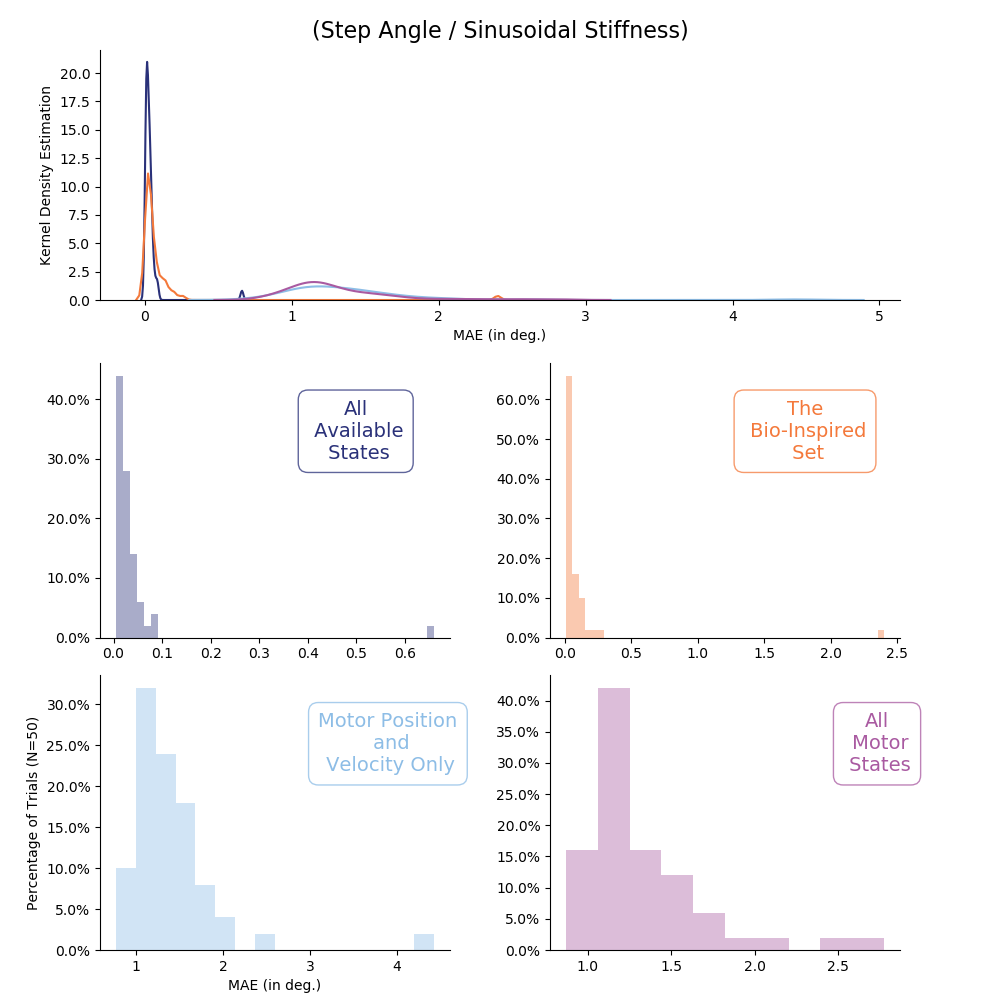 (Step Angle / Sinusoidal Stiffness)
Kernel Density Estimation
20.0
17.5
15.0
12.5
10.0
7.5
5.0
2.5
0.0
0 1 2 3 4 5
MAE (in deg.)
40.0%
30.0%
20.0%
10.0%
0.0%
0.0 0.1 0.2 0.3 0.4 0.5 0.6
All
Available
States
60.0%
50.0%
40.0%
30.0%
20.0%
10.0%
0.0%
0.0 0.5 1.0 1.5 2.0 2.5
The
Bio-Inspired
Set
Percentage of Trials (N=50)
30.0%
25.0%
20.0%
15.0%
10.0%
5.0%
0.0%
1 2 3 4
MAE (in deg.)
Motor Position
and
Velocity Only
40.0%
35.0%
30.0%
25.0%
20.0%
15.0%
10.0%
5.0%
0.0%
1.0 1.5 2.0 2.5
All
Motor
States